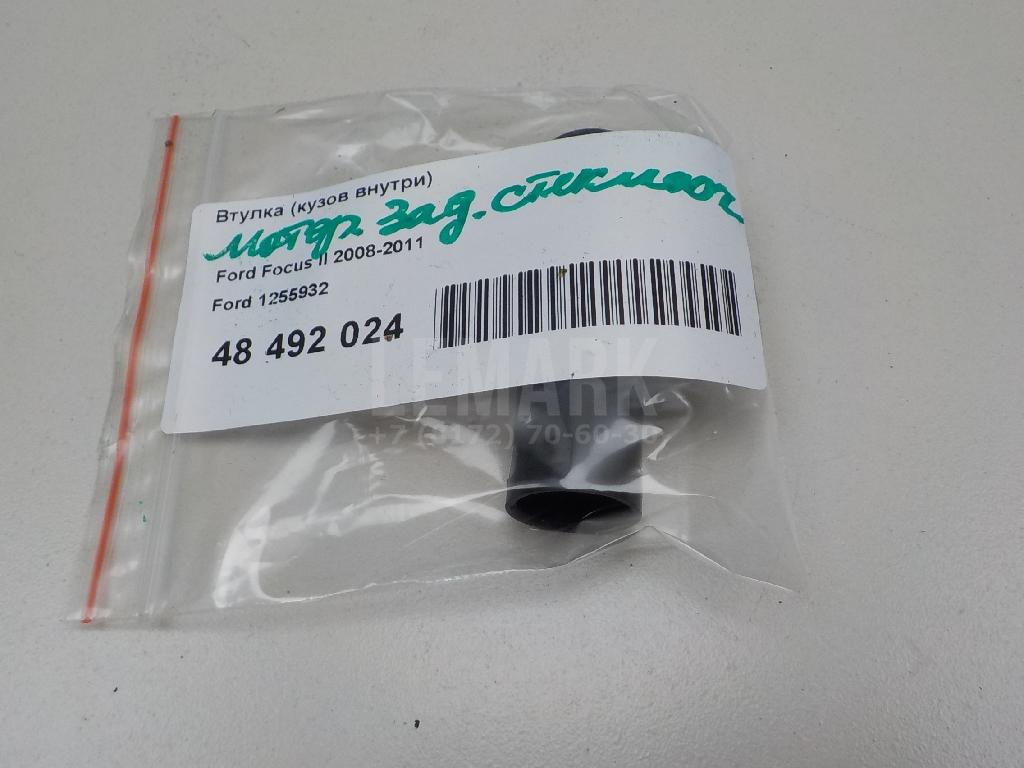 Втулка (кузов внутри)
Мотор зад. стеклооч
Ford Focus II 2008-2011
Ford 1255932
48 492 024
LEMARK
+7 (8172) 70-60-36